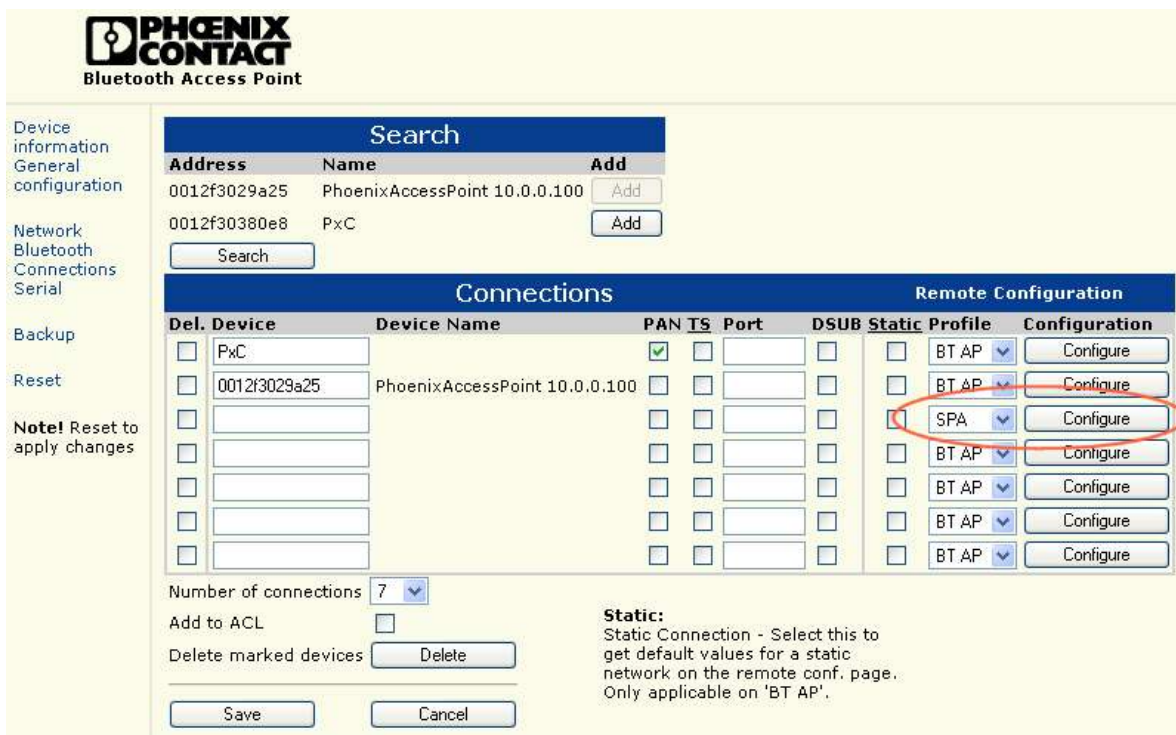 PHŒNIX
CONTACT
Bluetooth Access Point
Device
information
General
configuration
Network
Bluetooth
Connections
Serial
Backup
Reset
Note! Reset to
apply changes
Search
Address Name Add
0012f3029a25 PhoenixAccessPoint 10.0.0.100 Add
0012f30380e8 PxC Add
Search
Connections Remote Configuration
Del. Device Device Name PAN TS Port DSUB Static Profile Configuration
PxC BT AP Configure
0012f3029a25 PhoenixAccessPoint 10.0.0.100 BT AP Configure
SPA Configure
BT AP Configure
BT AP Configure
BT AP Configure
BT AP Configure
Number of connections 7
Add to ACL
Delete marked devices Delete
Save Cancel
Static:
Static Connection - Select this to
get default values for a static
network on the remote conf. page.
Only applicable on 'BT AP'.